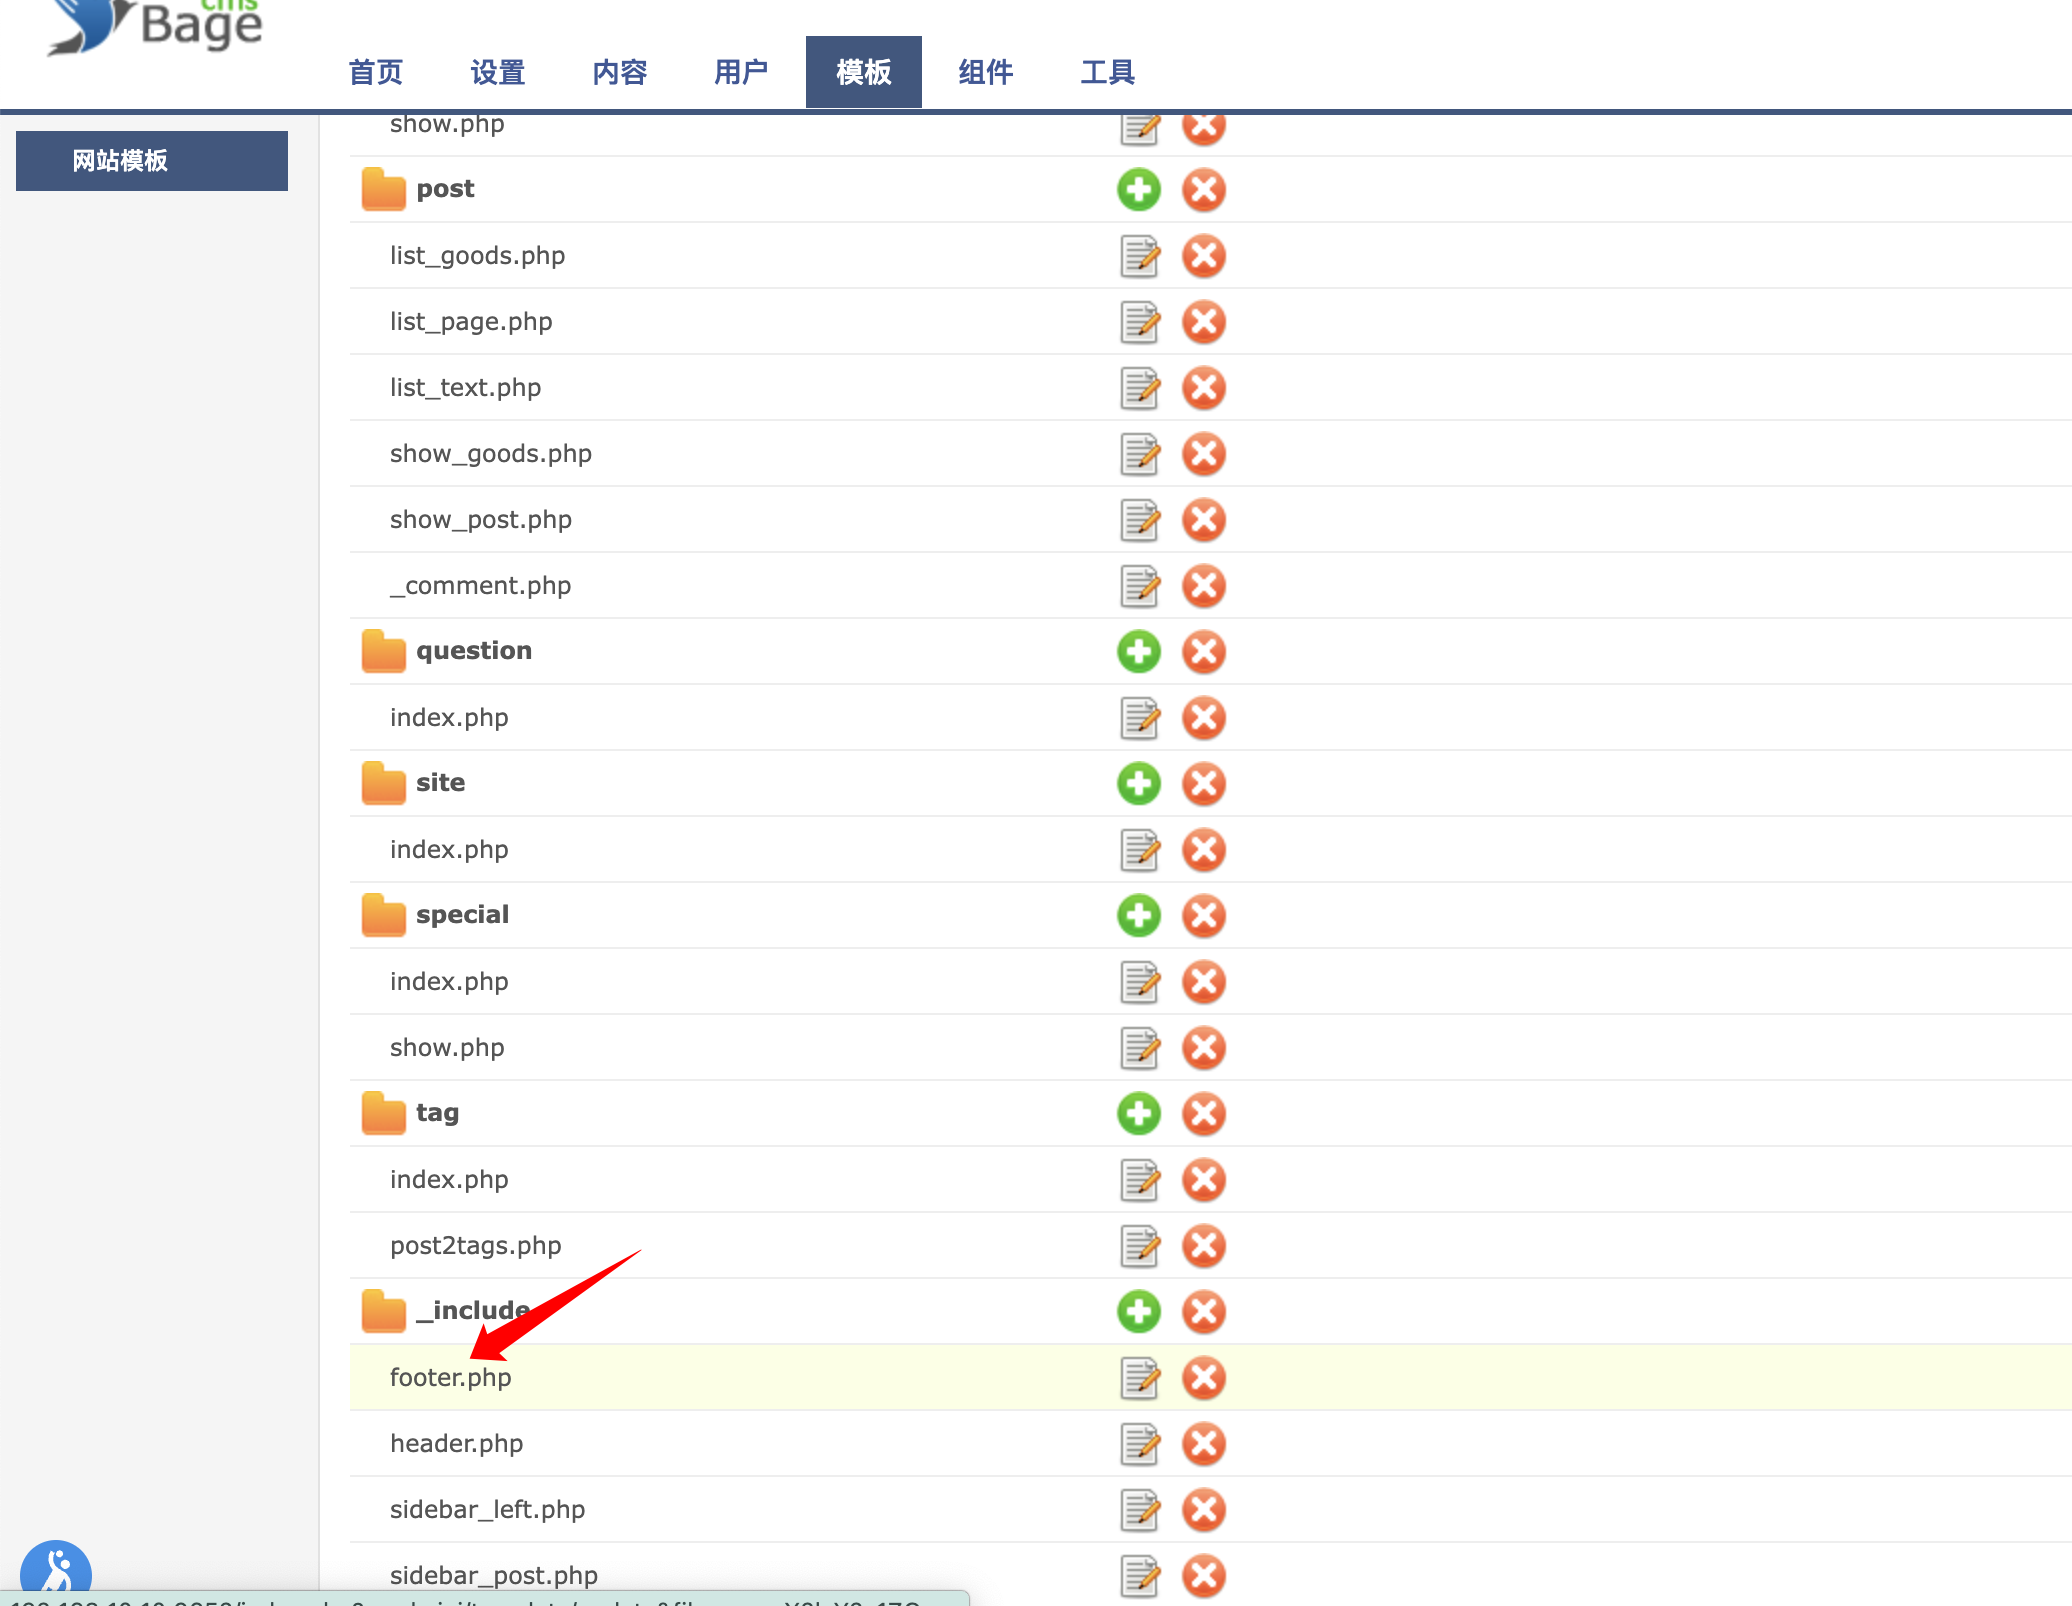 cms
Bage
首页 设置 内容 用户 模板 组件 工具
网站模板
show.php
post
list_goods.php
list_page.php
list_text.php
show_goods.php
show_post.php
_comment.php
question
index.php
site
index.php
special
index.php
show.php
tag
index.php
post2tags.php
_include
footer.php
header.php
sidebar_left.php
sidebar_post.php